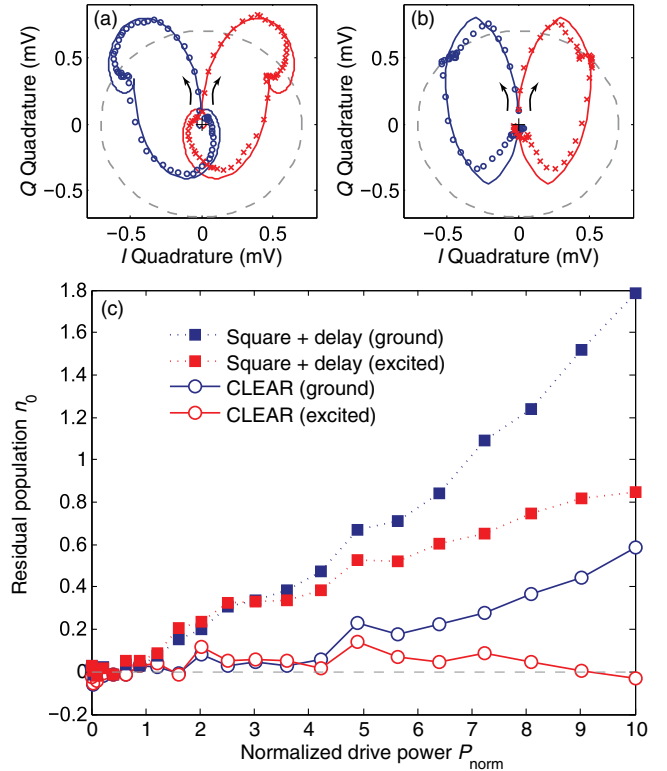 (a)
(b)
0.5
0
−0.5
Q Quadrature (mV)
−0.5
0
0.5
I Quadrature (mV)
0.5
0
−0.5
Q Quadrature (mV)
−0.5
0
0.5
I Quadrature (mV)
(c)
1.8
1.6
1.4
1.2
1
0.8
0.6
0.4
0.2
0
−0.2
Residual population n0
Square + delay (ground)
Square + delay (excited)
CLEAR (ground)
CLEAR (excited)
0 1 2 3 4 5 6 7 8 9 10
Normalized drive power Pnorm